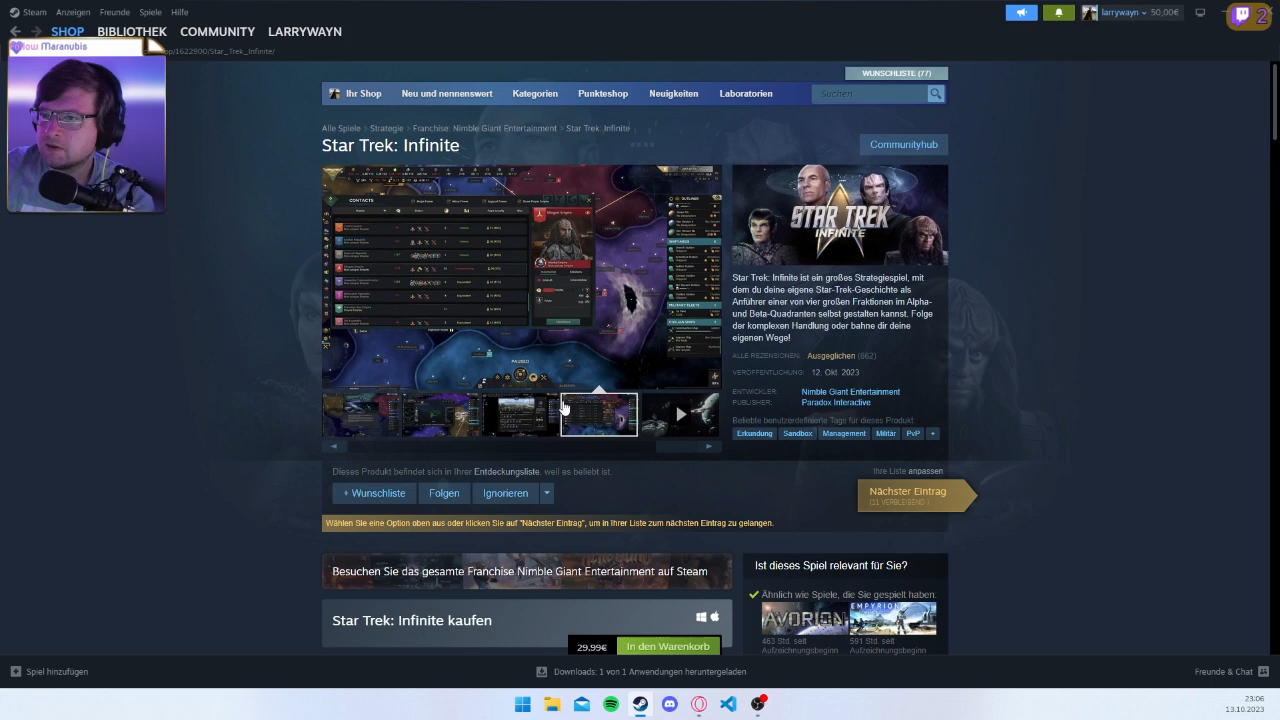 Steam Anzeigen Freunde Spiele Hilfe
larrywayn 50,00€
2
SHOP BIBLIOTHEK COMMUNITY LARRYWAYN
Maranubis
/1622900/Star_Trek_Infinite/
WUNSCHLISTE (77)
Ihr Shop Neu und nennenswert Kategorien Punkteshop Neuigkeiten Laboratorien Suchen
Alle Spiele > Strategie > Franchise: Nimble Giant Entertainment > Star Trek: Infinite
Star Trek: Infinite
Communityhub
CONTACTS
OUTLINER
PAUSED
STAR TREK
INFINITE
Star Trek: Infinite ist ein großes Strategiespiel, mit
dem du deine eigene Star-Trek-Geschichte als
Anführer einer von vier großen Fraktionen im Alpha-
und Beta-Quadranten selbst gestalten kannst. Folge
der komplexen Handlung oder bahne dir deine
eigenen Wege!
ALLE REZENSIONEN: Ausgeglichen (662)
VERÖFFENTLICHUNG: 12. Okt. 2023
ENTWICKLER: Nimble Giant Entertainment
PUBLISHER: Paradox Interactive
Beliebte benutzerdefinierte Tags für dieses Produkt:
Erkundung Sandbox Management Militär PvP +
Dieses Produkt befindet sich in Ihrer Entdeckungsliste, weil es beliebt ist.
Ihre Liste anpassen
+ Wunschliste Folgen Ignorieren
Nächster Eintrag
(11 VERBLEIBEND )
Wählen Sie eine Option oben aus oder klicken Sie auf "Nächster Eintrag", um in Ihrer Liste zum nächsten Eintrag zu gelangen.
Besuchen Sie das gesamte Franchise Nimble Giant Entertainment auf Steam
Ist dieses Spiel relevant für Sie?
Ähnlich wie Spiele, die Sie gespielt haben:
AVORION EMPYRION
463 Std. seit
Aufzeichnungsbeginn
591 Std. seit
Aufzeichnungsbeginn
Star Trek: Infinite kaufen
29,99€ In den Warenkorb
Spiel hinzufügen
Downloads: 1 von 1 Anwendungen heruntergeladen
Freunde & Chat
23:06
13.10.2023